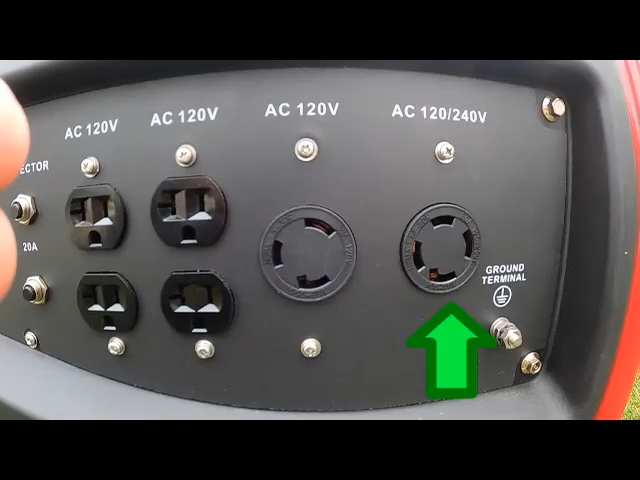 AC 120V
AC 120V
AC 120V
AC 120/240V
ECTOR
20A
GROUND
TERMINAL